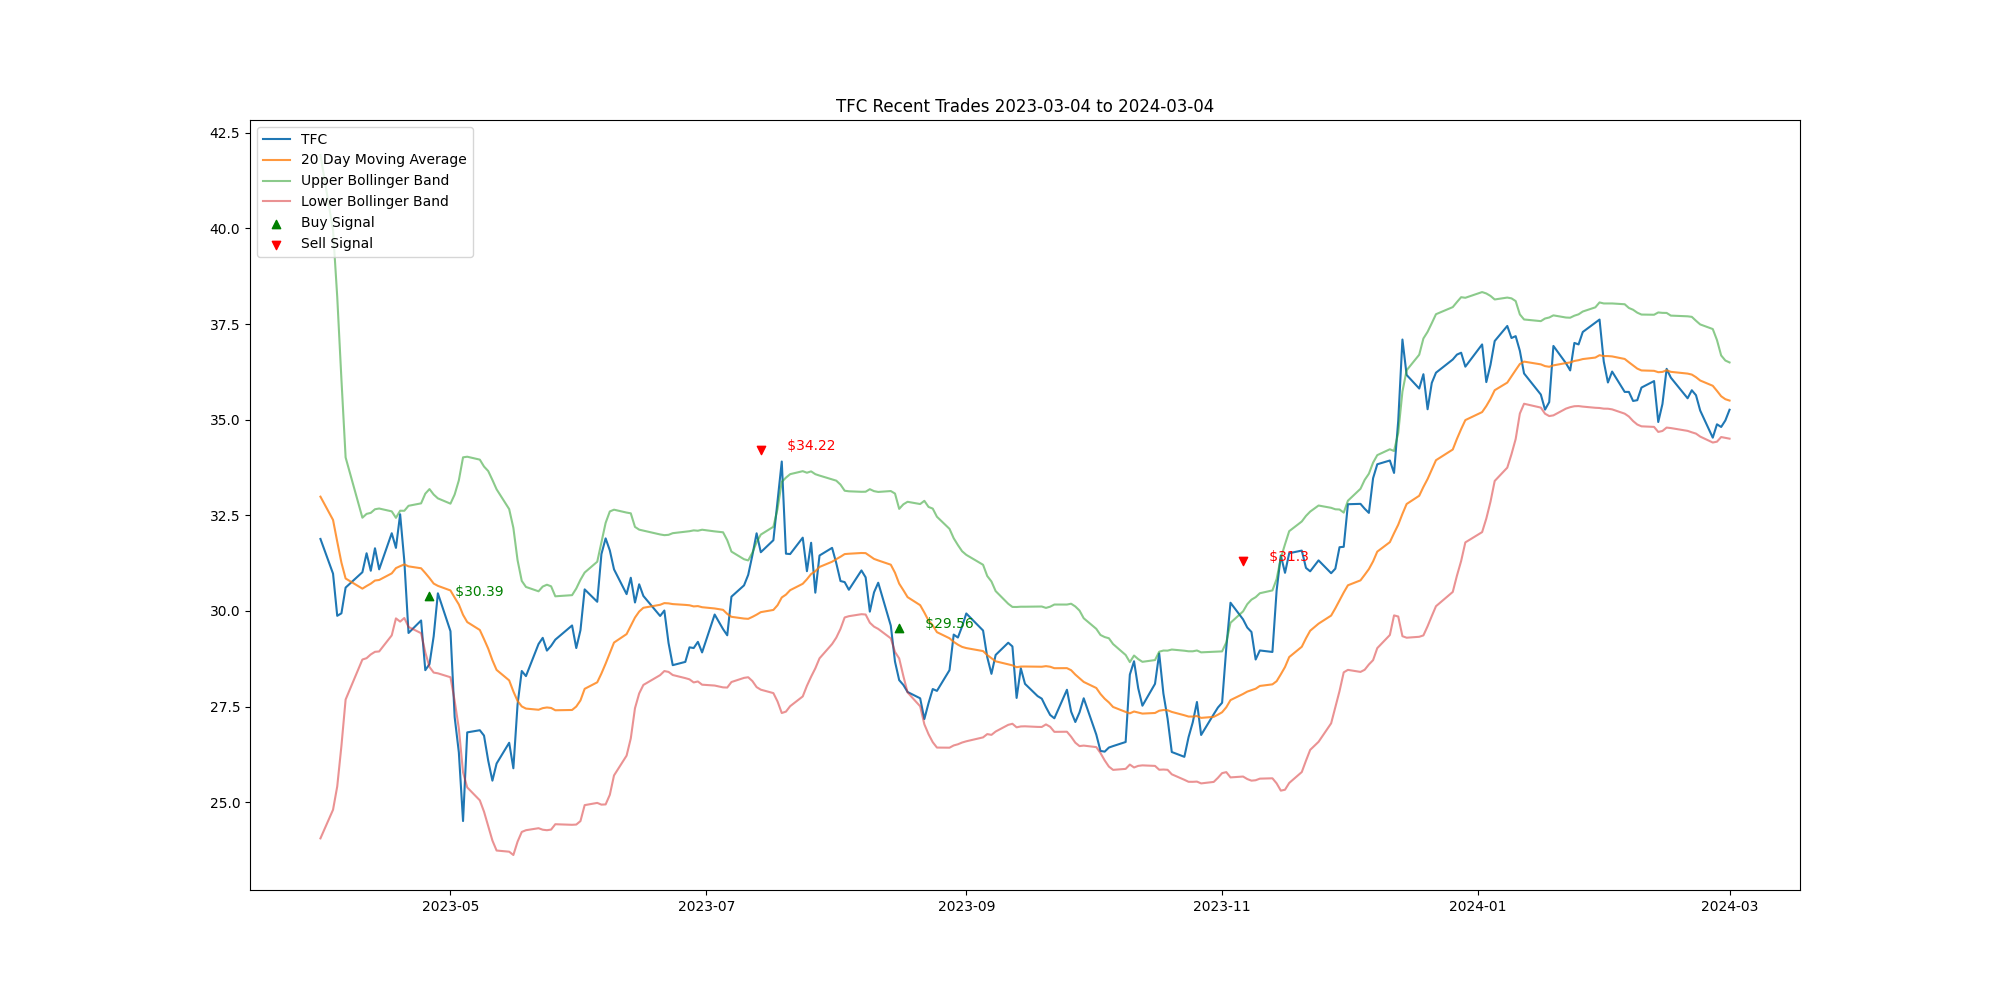 TFC Recent Trades 2023-03-04 to 2024-03-04
42.5
40.0
37.5
35.0
32.5
30.0
27.5
25.0
TFC
20 Day Moving Average
Upper Bollinger Band
Lower Bollinger Band
Buy Signal
Sell Signal
$34.22
$30.39
$29.56
$31.3
2023-05
2023-07
2023-09
2023-11
2024-01
2024-03